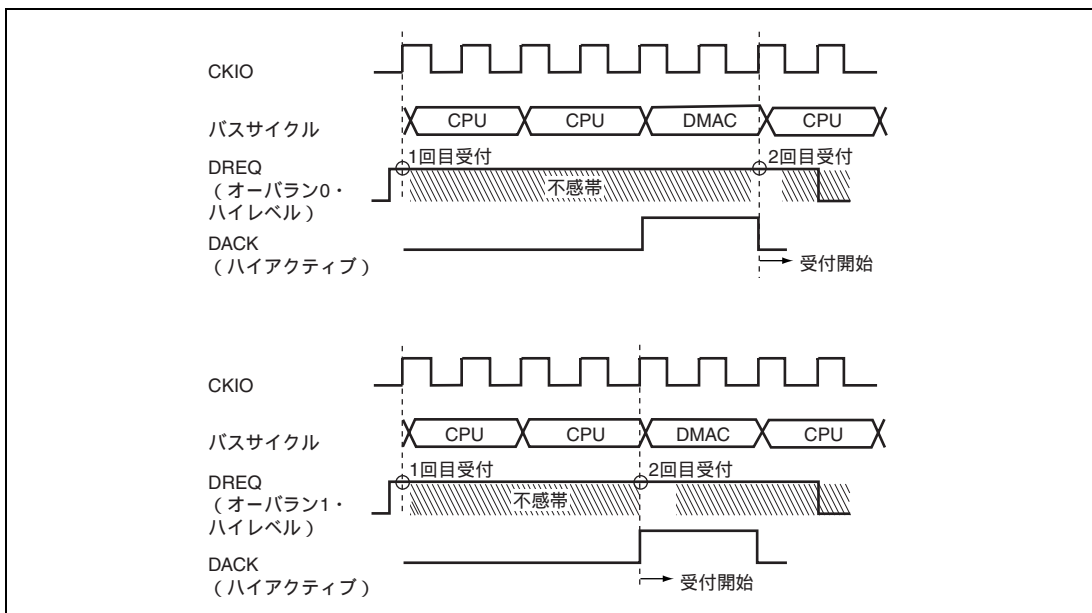 CKIO
バスサイクル
CPU
CPU
DMAC
CPU
DREQ
（オーバラン0・
ハイレベル）
1回目受付
2回目受付
不感帯
DACK
（ハイアクティブ）
受付開始
CKIO
バスサイクル
CPU
CPU
DMAC
CPU
DREQ
（オーバラン1・
ハイレベル）
1回目受付
2回目受付
不感帯
DACK
（ハイアクティブ）
受付開始